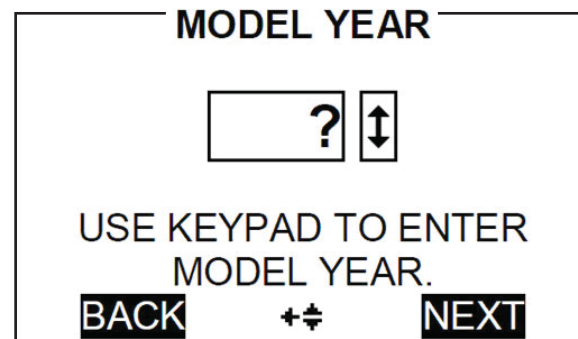 MODEL YEAR
?
USE KEYPAD TO ENTER
MODEL YEAR.
BACK NEXT